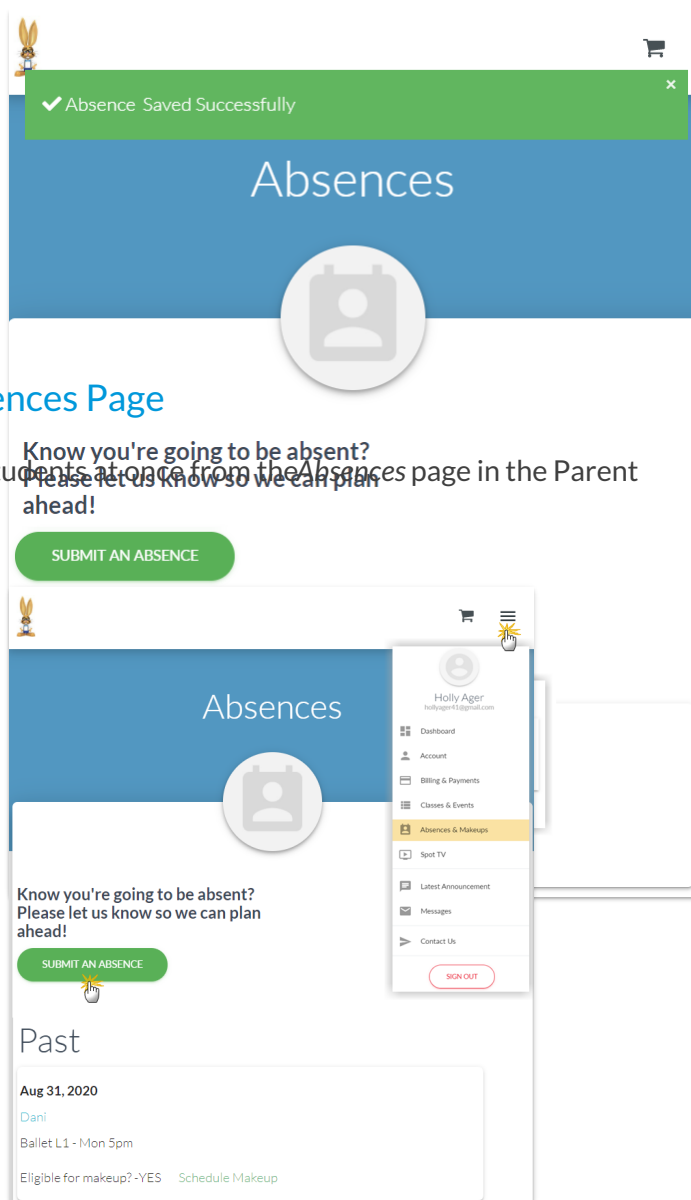 Absence Saved Successfully
×
Absences
ences Page
Know you're going to be absent?
Please let us know so we can plan
ahead!
tudents at once from the Absences page in the Parent
SUBMIT AN ABSENCE
Absences
Holly Ager
hollyager41@gmail.com
Dashboard
Account
Billing & Payments
Classes & Events
Absences & Makeups
Spot TV
Latest Announcement
Messages
Contact Us
SIGN OUT
Know you're going to be absent?
Please let us know so we can plan
ahead!
SUBMIT AN ABSENCE
Past
Aug 31, 2020
Dani
Ballet L1 - Mon 5pm
Eligible for makeup? -YES Schedule Makeup